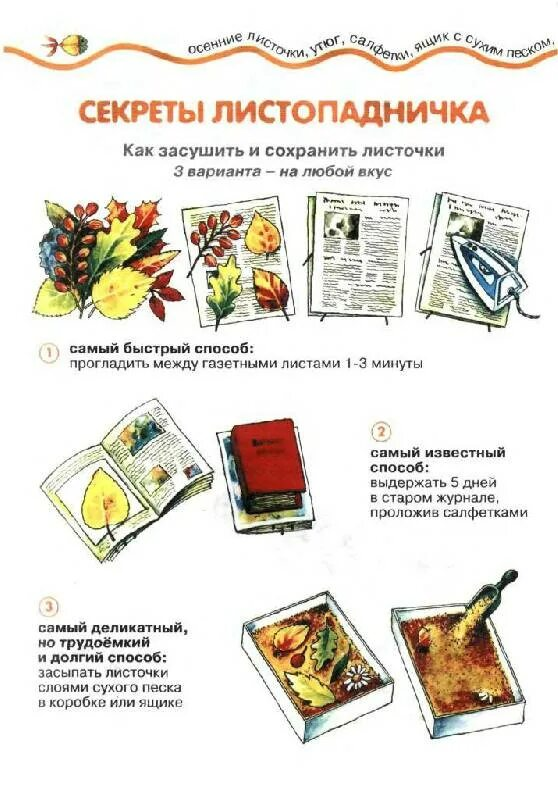 осенние листочки, утюг, салфетки, ящик с сухим песком,
СЕКРЕТЫ ЛИСТОПАДНИЧКА
Как засушить и сохранить листочки
3 варианта – на любой вкус
1
самый быстрый способ:
прогладить между газетными листами 1-3 минуты
2
самый известный
способ:
выдержать 5 дней
в старом журнале,
проложив салфетками
3
самый деликатный,
но трудоёмкий
и долгий способ:
засыпать листочки
слоями сухого песка
в коробке или ящике